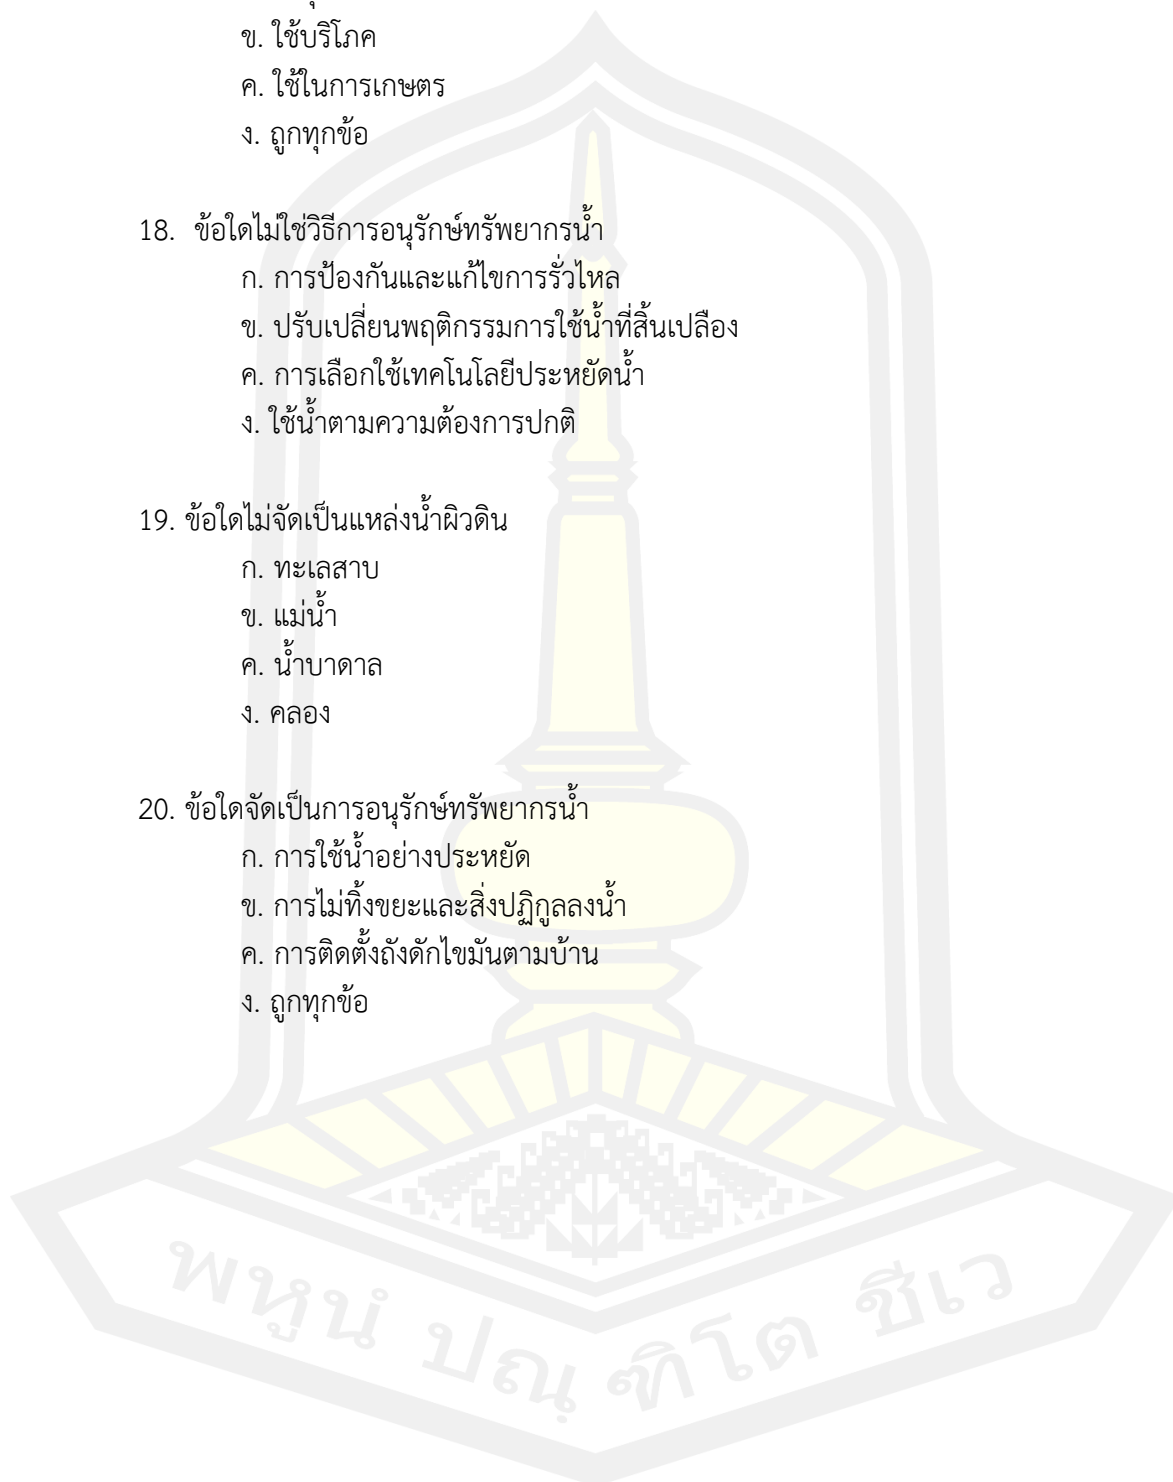 ข. ใช้บริโภค
ค. ใช้ในการเกษตร
ง. ถูกทุกข้อ
18. ข้อใดไม่ใช่วิธีการอนุรักษ์ทรัพยากรน้ำ
ก. การป้องกันและแก้ไขการรั่วไหล
ข. ปรับเปลี่ยนพฤติกรรมการใช้น้ำที่สิ้นเปลือง
ค. การเลือกใช้เทคโนโลยีประหยัดน้ำ
ง. ใช้น้ำตามความต้องการปกติ
19. ข้อใดไม่จัดเป็นแหล่งน้ำผิวดิน
ก. ทะเลสาบ
ข. แม่น้ำ
ค. น้ำบาดาล
ง. คลอง
20. ข้อใดจัดเป็นการอนุรักษ์ทรัพยากรน้ำ
ก. การใช้น้ำอย่างประหยัด
ข. การไม่ทิ้งขยะและสิ่งปฏิกูลลงน้ำ
ค. การติดตั้งถังดักไขมันตามบ้าน
ง. ถูกทุกข้อ
พหูนํ ปณฺฑิโต ชีเว